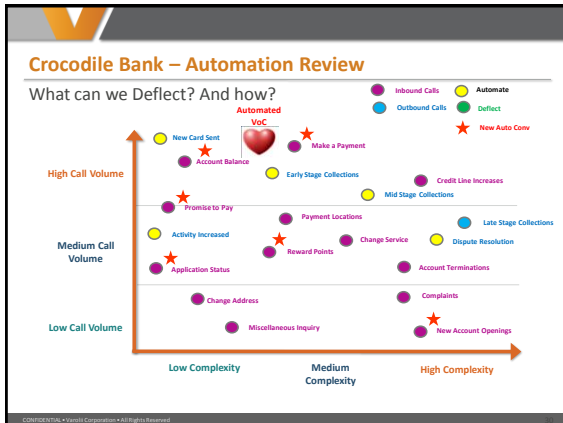 Crocodile Bank – Automation Review
What can we Deflect? And how?
Inbound Calls
Automate
Outbound Calls
Deflect
New Auto Conv
Automated
VoC
New Card Sent
Make a Payment
Account Balance
High Call Volume
Early Stage Collections
Credit Line Increases
Mid Stage Collections
Promise to Pay
Payment Locations
Late Stage Collections
Activity Increased
Change Service
Dispute Resolution
Medium Call
Volume
Reward Points
Application Status
Account Terminations
Change Address
Complaints
Low Call Volume
Miscellaneous Inquiry
New Account Openings
Low Complexity
Medium
Complexity
High Complexity
CONFIDENTIAL • Varolii Corporation • All Rights Reserved